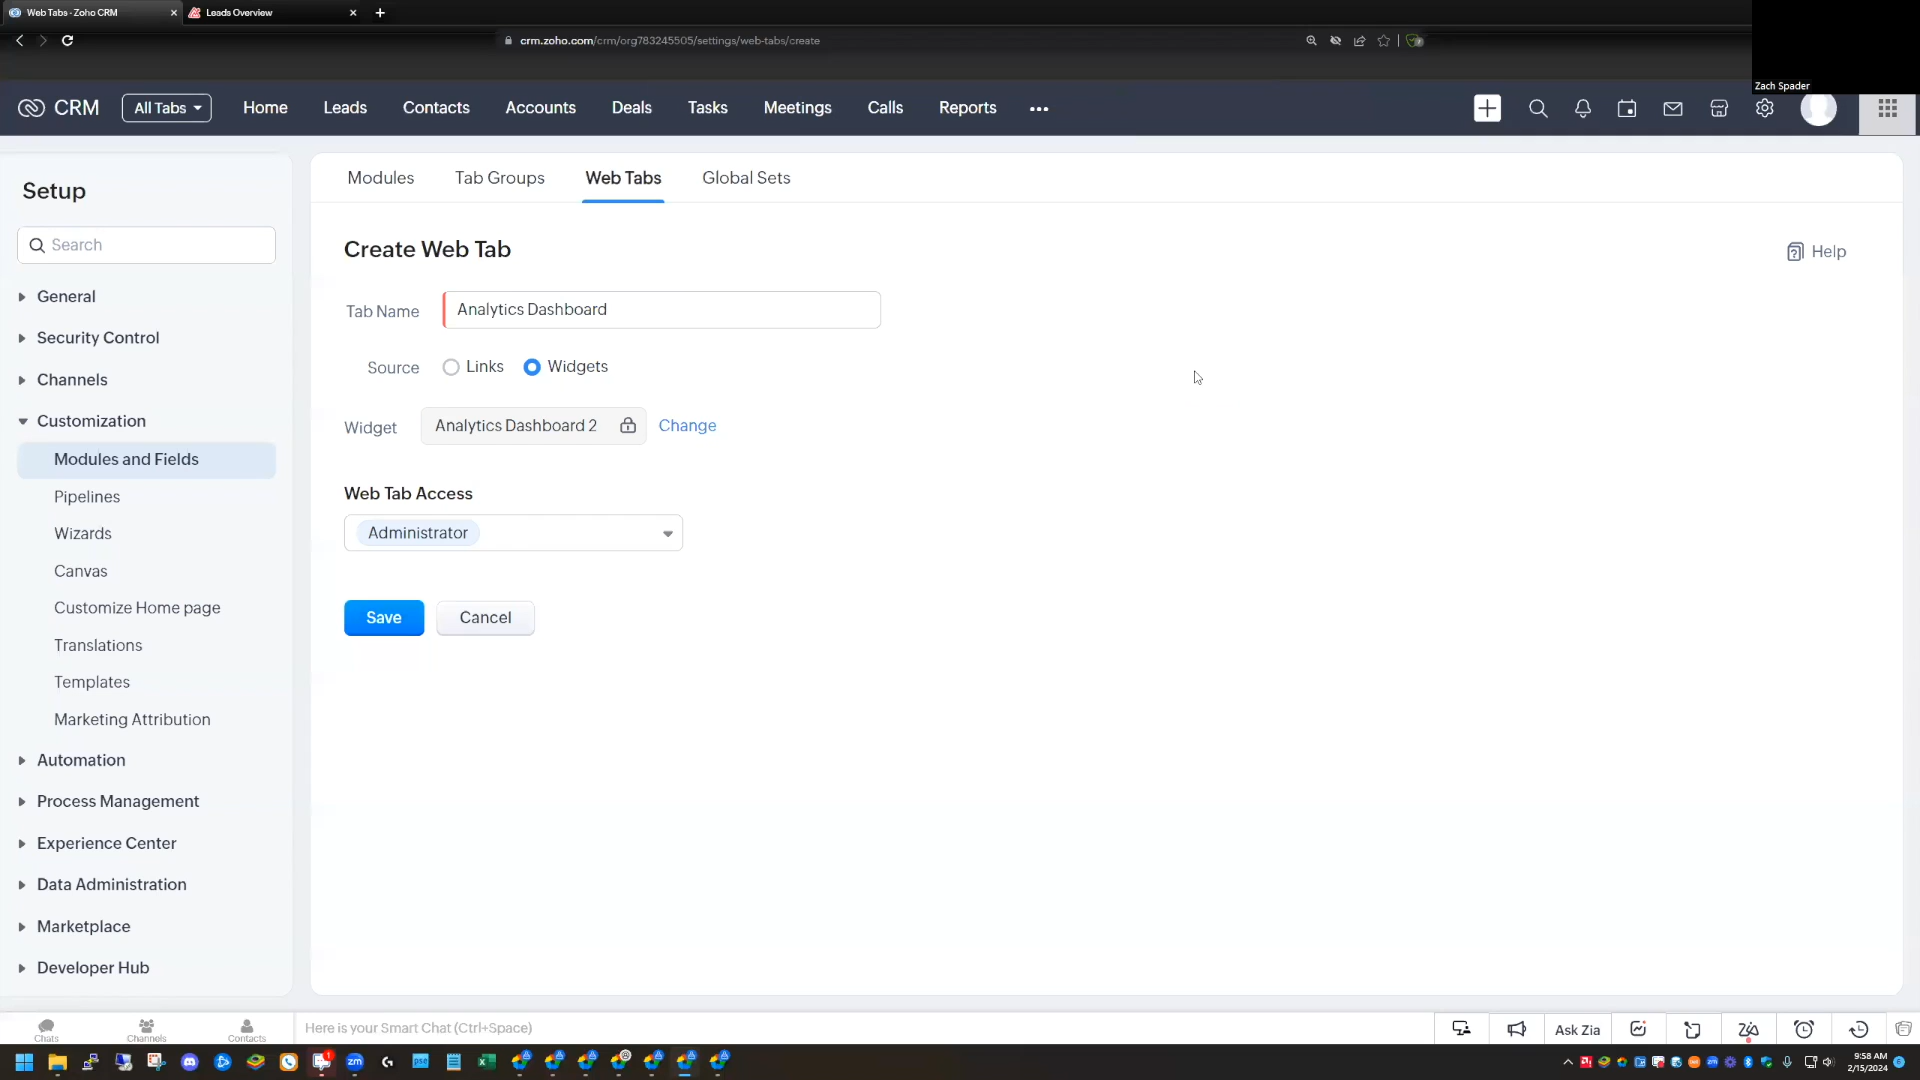 Web Tabs - Zoho CRM
Leads Overview
crm.zoho.com/crm/org783245505/settings/web-tabs/create
Zach Spader
CRM
All Tabs
Home
Leads
Contacts
Accounts
Deals
Tasks
Meetings
Calls
Reports
Setup
Search
General
Security Control
Channels
Customization
Modules and Fields
Pipelines
Wizards
Canvas
Customize Home page
Translations
Templates
Marketing Attribution
Automation
Process Management
Experience Center
Data Administration
Marketplace
Developer Hub
Modules
Tab Groups
Web Tabs
Global Sets
Create Web Tab
Help
Tab Name
Analytics Dashboard
Source
Links
Widgets
Widget
Analytics Dashboard 2
Change
Web Tab Access
Administrator
Save
Cancel
Chats
Channels
Contacts
Here is your Smart Chat (Ctrl+Space)
Ask Zia
9:58 AM
2/15/2024